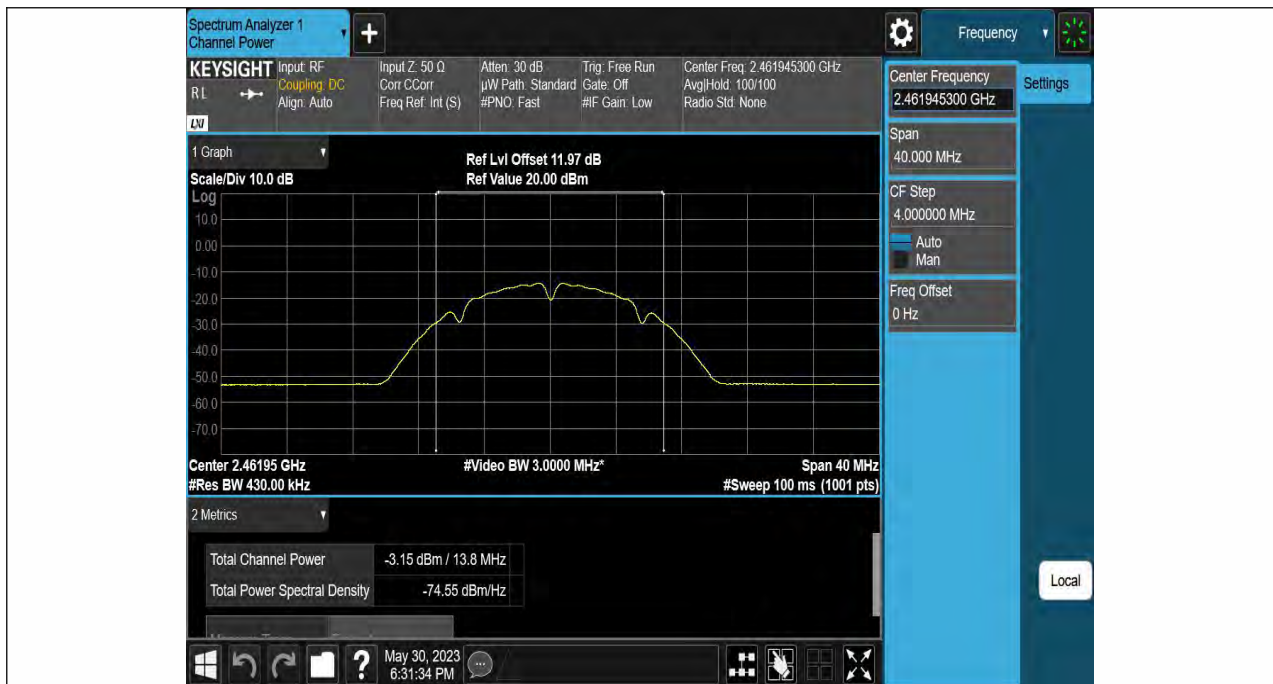 Spectrum Analyzer 1
Channel Power
+
Frequency
KEYSIGHT
RL
LXI
Input: RF
Coupling: DC
Align: Auto
Input Z: 50 Ω
Corr CCorr
Freq Ref: Int (S)
Atten: 30 dB
µW Path: Standard
#PNO: Fast
Trig: Free Run
Gate: Off
#IF Gain: Low
Center Freq: 2.461945300 GHz
Avg|Hold: 100/100
Radio Std: None
Center Frequency
2.461945300 GHz
Settings
Span
40.000 MHz
CF Step
4.000000 MHz
Auto
Man
Freq Offset
0 Hz
1 Graph
Ref Lvl Offset 11.97 dB
Scale/Div 10.0 dB
Ref Value 20.00 dBm
Log
10.0
0.00
-10.0
-20.0
-30.0
-40.0
-50.0
-60.0
-70.0
Center 2.46195 GHz
#Video BW 3.0000 MHz*
Span 40 MHz
#Res BW 430.00 kHz
#Sweep 100 ms (1001 pts)
2 Metrics
Total Channel Power -3.15 dBm / 13.8 MHz
Total Power Spectral Density -74.55 dBm/Hz
Local
?
May 30, 2023
6:31:34 PM